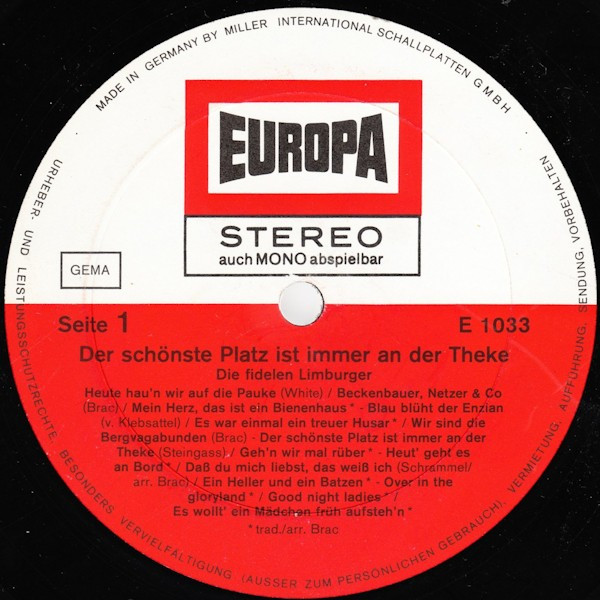 MADE IN GERMANY BY MILLER INTERNATIONAL SCHALLPLATTEN GMBH
EUROPA
STEREO
auch MONO abspielbar
GEMA
Seite 1
E 1033
Der schönste Platz ist immer an der Theke
Die fidelen Limburger
Heute hau'n wir auf die Pauke (White) / Beckenbauer, Netzer & Co
(Brac) / Mein Herz, das ist ein Bienenhaus* - Blau blüht der Enzian
(v. Klebsattel) / Es war einmal ein treuer Husar* / Wir sind die
Bergvagabunden (Brac) - Der schönste Platz ist immer an der
Theke (Steingass) / Geh'n wir mal rüber* - Heut' geht es
an Bord* / Daß du mich liebst, das weiß ich (Schrammel/
arr. Brac) / Ein Heller und ein Batzen* - Over in the
gloryland* / Good night ladies* /
Es wollt' ein Mädchen früh aufsteh'n*
*trad./arr. Brac
URHEBER- UND LEISTUNGSSCHUTZRECHTE, BESONDERS VERVIELFÄLTIGUNG (AUSSER ZUM PERSÖNLICHEN GEBRAUCH), VERMIETUNG, AUFFÜHRUNG, SENDUNG, VORBEHALTEN